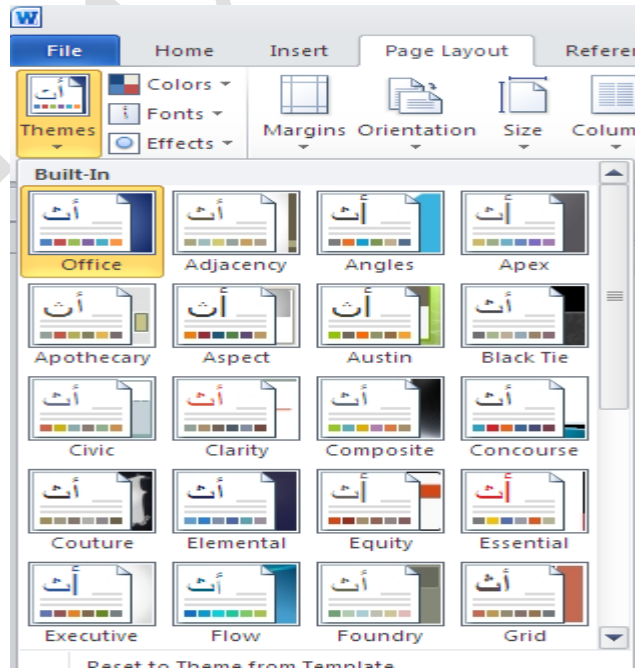 W
File Home Insert Page Layout Referen
Themes Colors
Fonts
Effects
Margins Orientation Size Colum
Built-In
أث أث أث أث
Office Adjacency Angles Apex
أث أث أث أث
Apothecary Aspect Austin Black Tie
أث أث أث أث
Civic Clarity Composite Concourse
أث أث أث أث
Couture Elemental Equity Essential
أث أث أث أث
Executive Flow Foundry Grid
Reset to Theme from Template